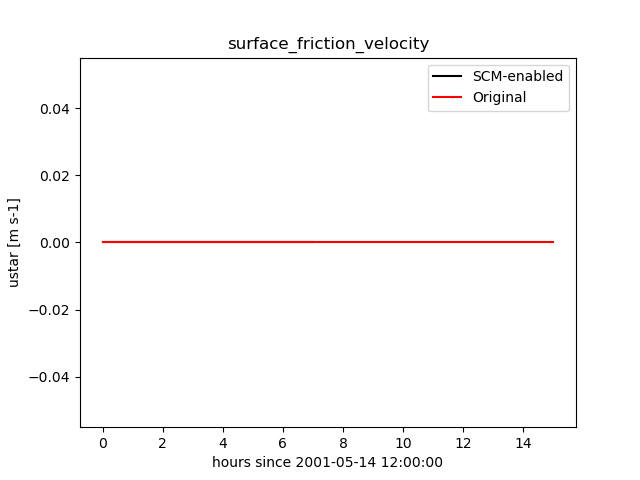 surface_friction_velocity
SCM-enabled
Original
ustar [m s-1]
0.04
0.02
0.00
−0.02
−0.04
0 2 4 6 8 10 12 14
hours since 2001-05-14 12:00:00